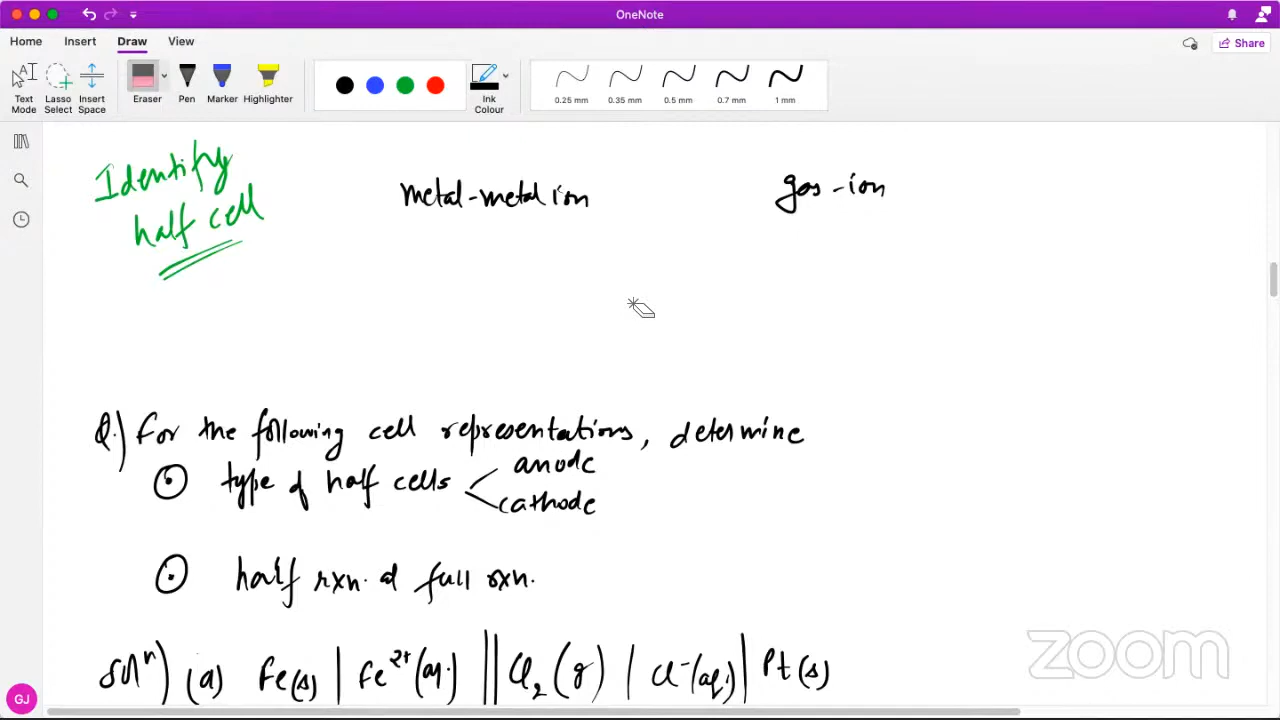 OneNote
Home Insert Draw View
Share
Text Mode
Lasso Select
Insert Space
Eraser
Pen
Marker
Highlighter
Ink Colour
0.25 mm 0.35 mm 0.5 mm 0.7 mm 1 mm
Identify half cell
metal-metal ion
gas-ion
Q.) For the following cell representations, determine
type of half cells < anode
cathode
half rxn. & full rxn.
solⁿ) (a) Fe(s) | Fe²⁺(aq.) || Cl₂(g) | Cl⁻(aq.) | Pt(s)
zoom
GJ